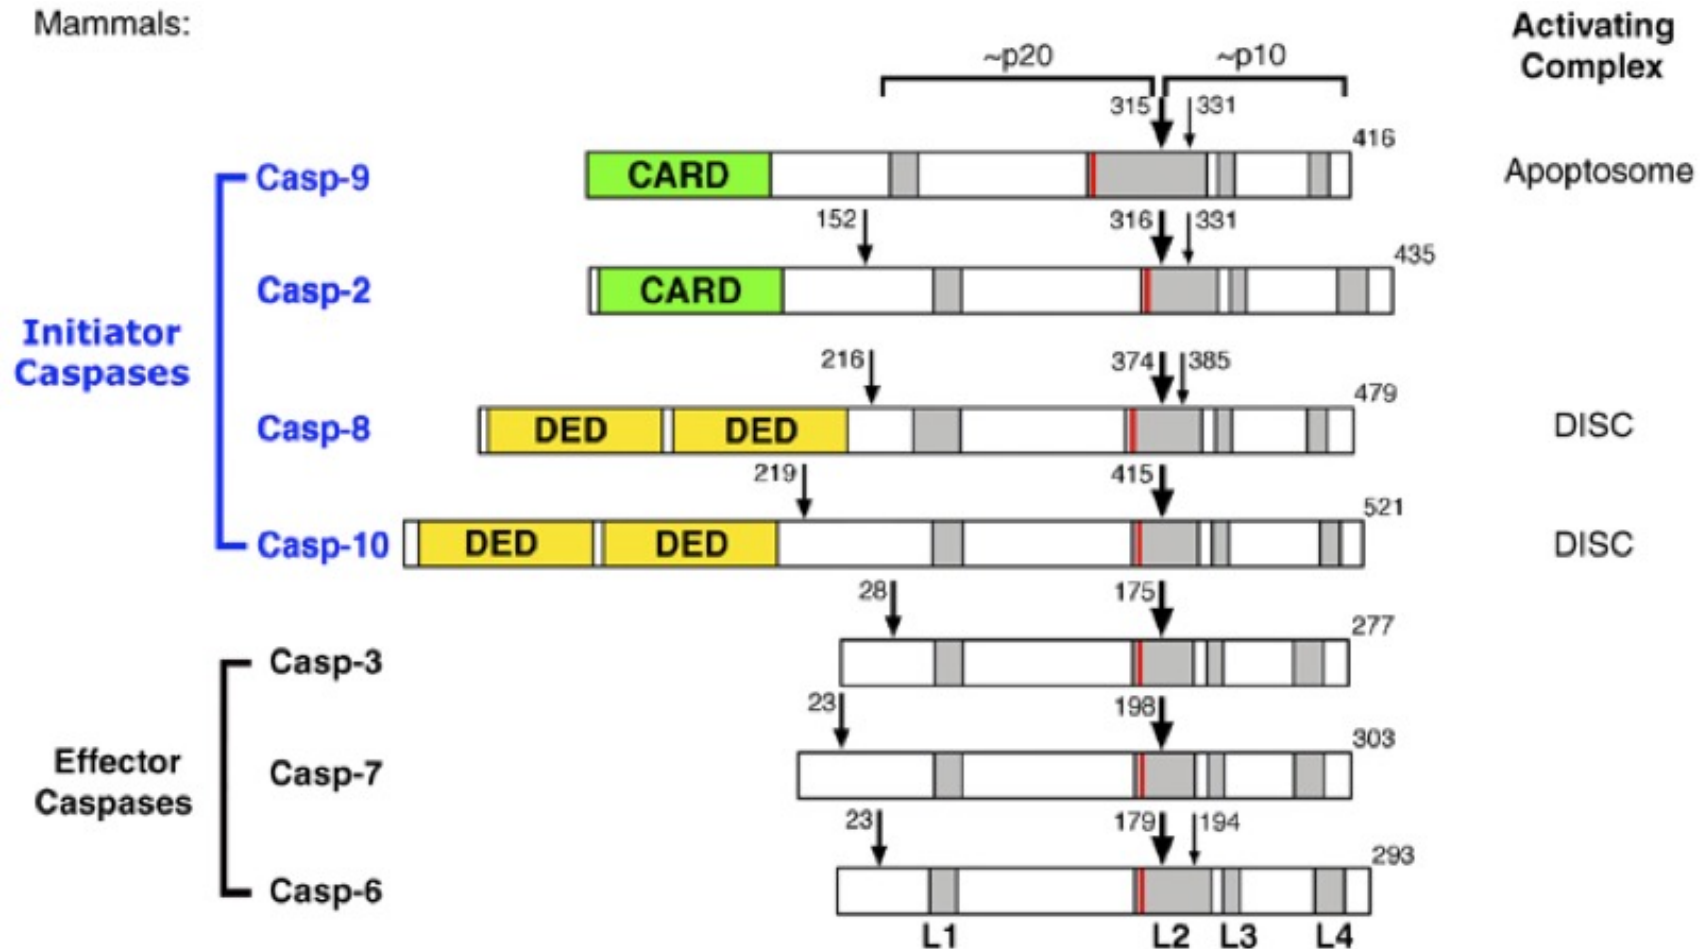 Mammals:
Activating
Complex
~p20
~p10
315
331
416
Casp-9
CARD
Apoptosome
152
316
331
435
Casp-2
CARD
Initiator
Caspases
216
374
385
479
Casp-8
DED
DED
DISC
219
415
521
Casp-10
DED
DED
DISC
28
175
277
Casp-3
23
198
303
Effector
Caspases
Casp-7
23
179
194
293
Casp-6
L1
L2
L3
L4